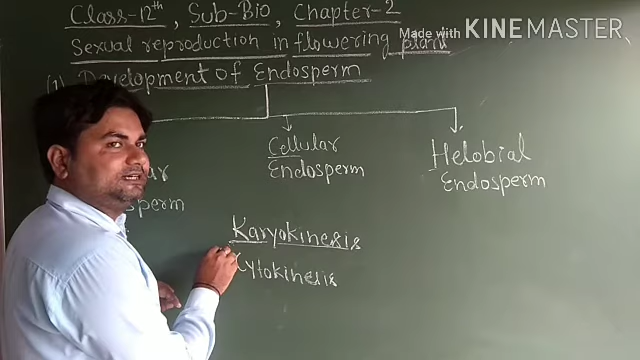 Class-12th, Sub-Bio, Chapter-2
Made with KINEMASTER
Sexual reproduction in flowering plant
(1) Development of Endosperm
Cellular
Endosperm
Helobial
Endosperm
Karyokinesis
Cytokinesis